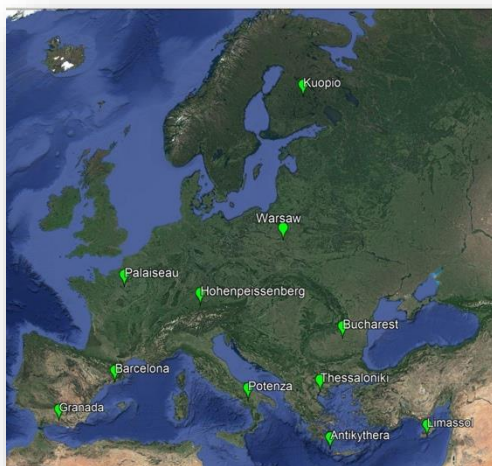 Kuopio
Warsaw
Palaiseau
Hohenpeissenberg
Bucharest
Barcelona
Thessaloniki
Potenza
Granada
Limassol
Antikythera